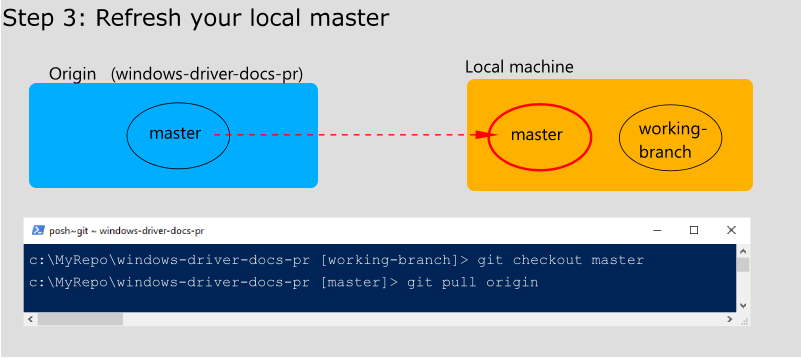 Step 3: Refresh your local master
Origin (windows-driver-docs-pr)
Local machine
master
master
working-
branch
posh~git ~ windows-driver-docs-pr
c:\MyRepo\windows-driver-docs-pr [working-branch]> git checkout master
c:\MyRepo\windows-driver-docs-pr [master]> git pull origin